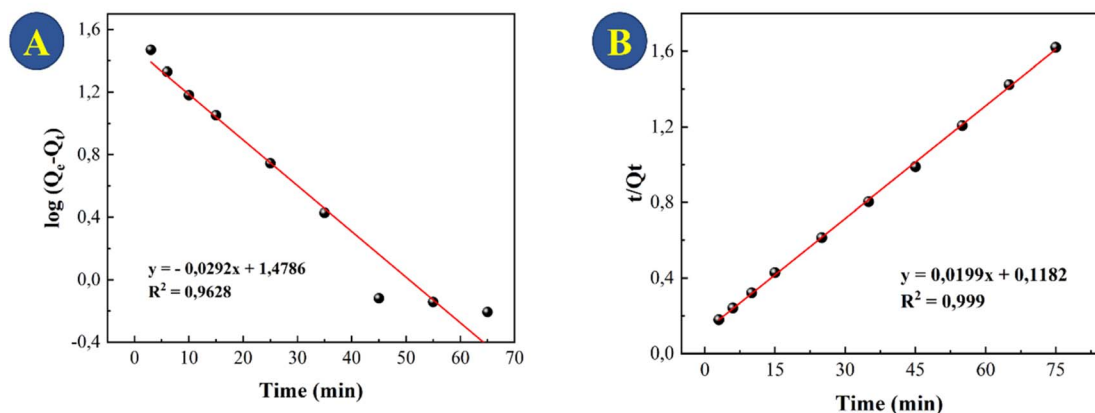 A
1,6
1,2
0,8
0,4
0,0
-0,4
log (Qe-Qt)
y = - 0,0292x + 1,4786
R² = 0,9628
0 10 20 30 40 50 60 70
Time (min)
B
1,6
1,2
0,8
0,4
0,0
t/Qt
y = 0,0199x + 0,1182
R² = 0,999
0 15 30 45 60 75
Time (min)